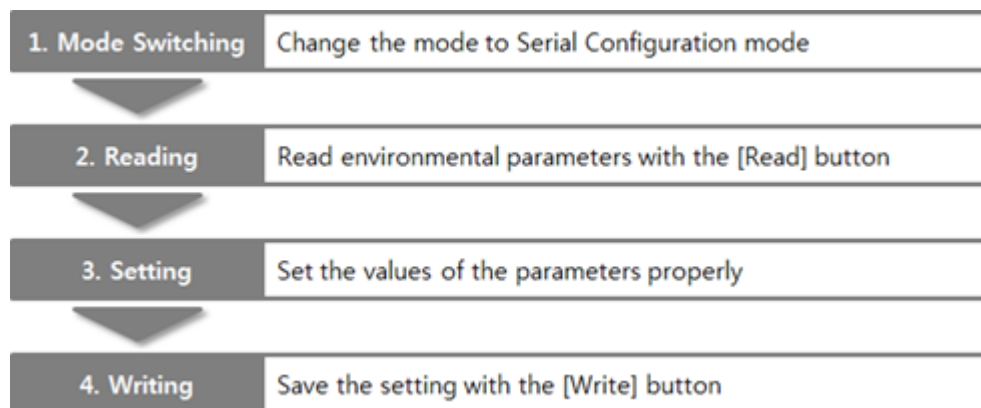 1. Mode Switching Change the mode to Serial Configuration mode
2. Reading Read environmental parameters with the [Read] button
3. Setting Set the values of the parameters properly
4. Writing Save the setting with the [Write] button